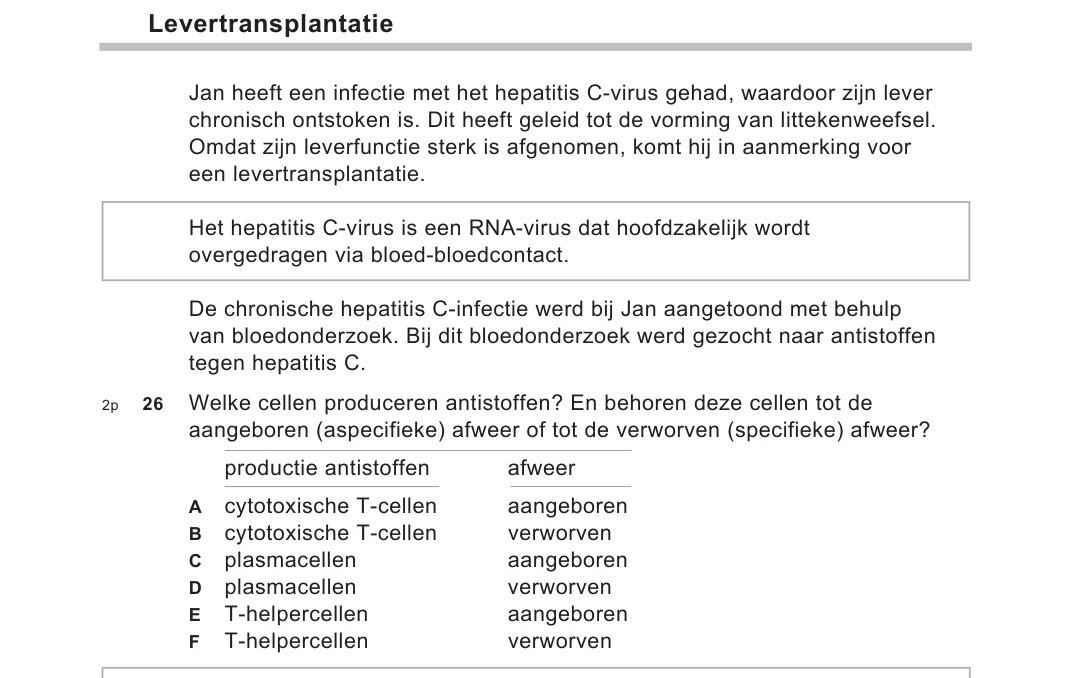 Levertransplantatie
Jan heeft een infectie met het hepatitis C-virus gehad, waardoor zijn lever
chronisch ontstoken is. Dit heeft geleid tot de vorming van littekenweefsel.
Omdat zijn leverfunctie sterk is afgenomen, komt hij in aanmerking voor
een levertransplantatie.
Het hepatitis C-virus is een RNA-virus dat hoofdzakelijk wordt
overgedragen via bloed-bloedcontact.
De chronische hepatitis C-infectie werd bij Jan aangetoond met behulp
van bloedonderzoek. Bij dit bloedonderzoek werd gezocht naar antistoffen
tegen hepatitis C.
2p 26 Welke cellen produceren antistoffen? En behoren deze cellen tot de
aangeboren (aspecifieke) afweer of tot de verworven (specifieke) afweer?
productie antistoffen afweer
A cytotoxische T-cellen aangeboren
B cytotoxische T-cellen verworven
C plasmacellen aangeboren
D plasmacellen verworven
E T-helpercellen aangeboren
F T-helpercellen verworven